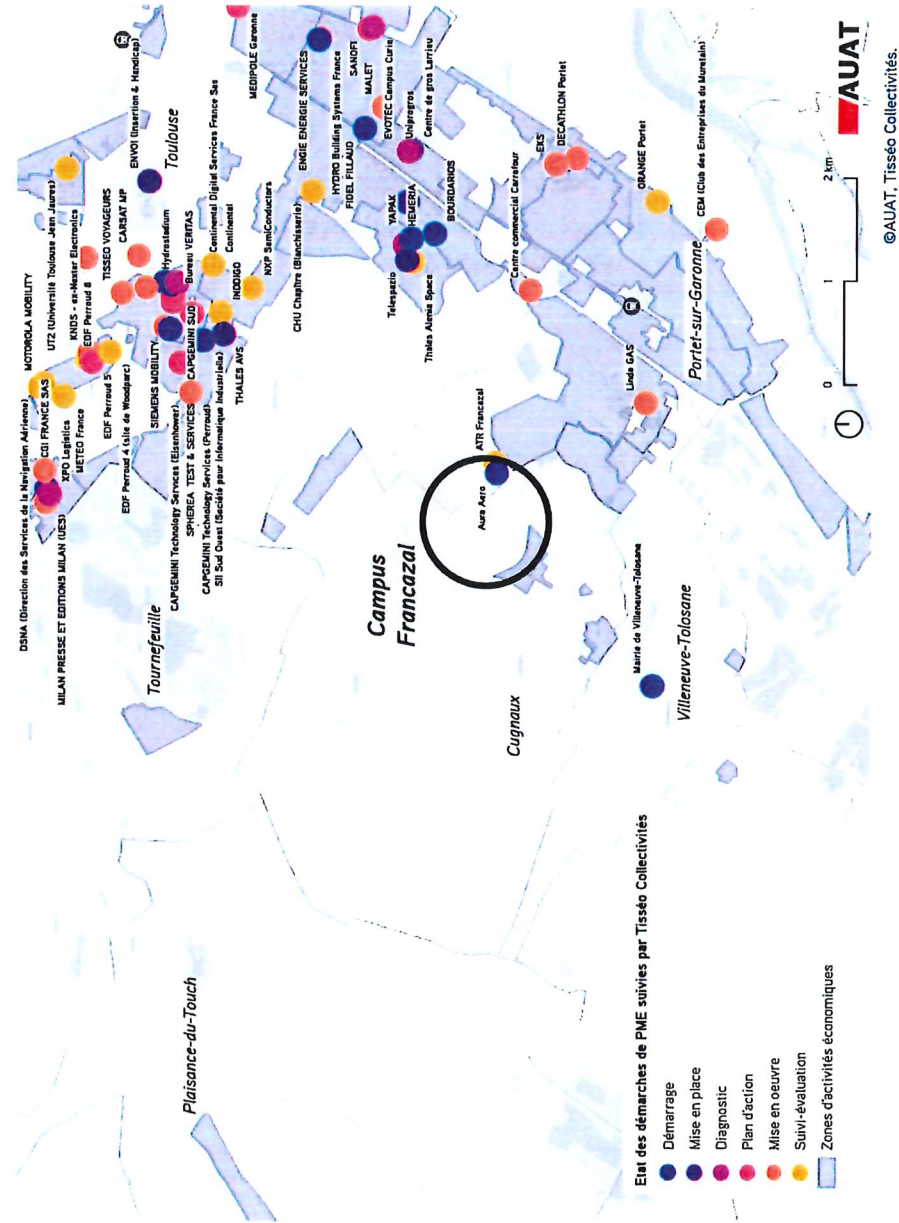 DSNA (Direction des Services de la Navigation Aérienne)
MOTOROLA MOBILITY
CGI FRANCE SAS
UT2 (Université Toulouse Jean Jaures)
MILAN PRESSE ET EDITIONS MILAN (UES)
XPO Logistics
METEO France
KNDS - ex-Nexter Electronics
EDF Perroud 8
EDF Perroud 5
EDF Perroud 4 (site de Woodparc)
TISSEO VOYAGEURS
CARSAT MP
ENVOI (Insertion & Handicap)
Toulouse
Tournefeuille
SIEMENS MOBILITY
Hydrostadium
Bureau VERITAS
CAPGEMINI SUD
CAPGEMINI Technology Services (Eisenhower)
SPHEREA TEST & SERVICES
CAPGEMINI Technology Services (Perroud)
SII Sud Ouest (Société pour Informatique Industrielle)
Continental Digital Services France Sas
Continental
INDDIGO
THALES AVS
NXP SemiConductors
MEDIPOLE Garonne
CHU Chapitre (Blanchisserie)
ENGIE ENERGIE SERVICES
HYDRO Building Systems France
FIDEL FILLAUD
SANOFI
MALET
EVOTEC Campus Curie
Unipregros
Centre de gros Larrieu
YAPAK
HEMERIA
BOURDARIOS
Telespazio
Thales Alenia Space
Campus
Francazal
Plaisance-du-Touch
Aura Aero
ATR Francazal
Centre commercial Carrefour
EKS
DECATHLON Portet
Cugnaux
Mairie de Villeneuve-Tolosane
Villeneuve-Tolosane
Linde GAS
ORANGE Portet
Portet-sur-Garonne
CEM (Club des Entreprises du Muretain)
Etat des démarches de PME suivies par Tisséo Collectivités
Démarrage
Mise en place
Diagnostic
Plan d'action
Mise en oeuvre
Suivi-évaluation
Zones d'activités économiques
0 1 2 km
AUAT
©AUAT, Tisséo Collectivités.